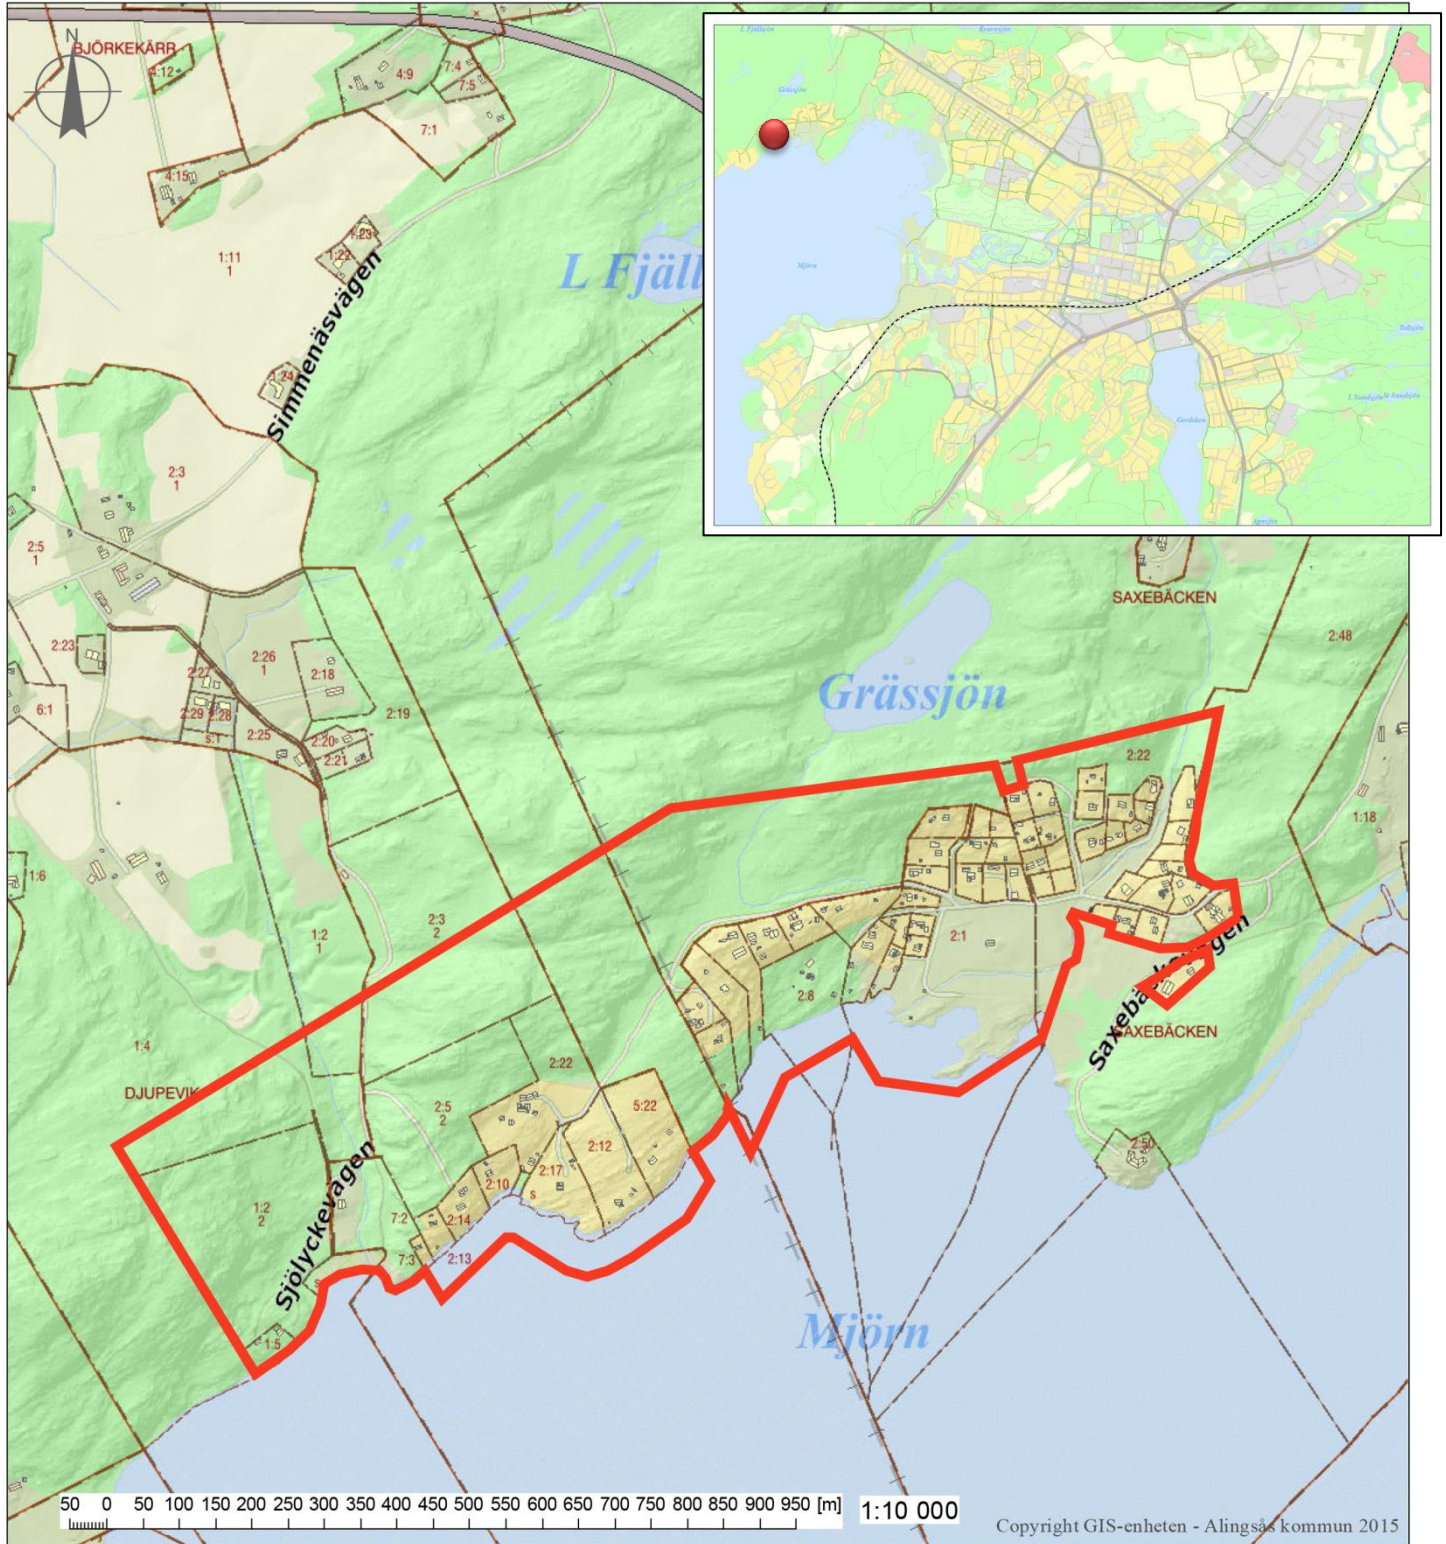 N
BJÖRKEKÄRR
4:12
4:9
7:4
7:5
7:1
4:15
1:23
1:22
1:11
1
L Fjäll
Simmenäsvägen
1:24
2:3
1
2:5
1
2:23
6:1
2:26
1
2:18
2:27
2:29
2:28
s:1
2:25
2:20
2:21
2:19
1:6
1:2
1
2:3
2
1:4
DJUPEVIK
2:22
2:5
2
5:22
2:12
2:17
2:10
s
2:14
7:2
7:3
2:13
1:2
2
Sjölyckevägen
1:5
L Fjällsjön
Kvarnsjön
Grässjön
Mjörn
Gerdsken
SAXEBÄCKEN
2:48
Grässjön
2:22
1:18
2:1
2:8
Saxebäckevägen
SAXEBÄCKEN
2:50
Mjörn
50 0 50 100 150 200 250 300 350 400 450 500 550 600 650 700 750 800 850 900 950 [m]
1:10 000
Copyright GIS-enheten - Alingsås kommun 2015